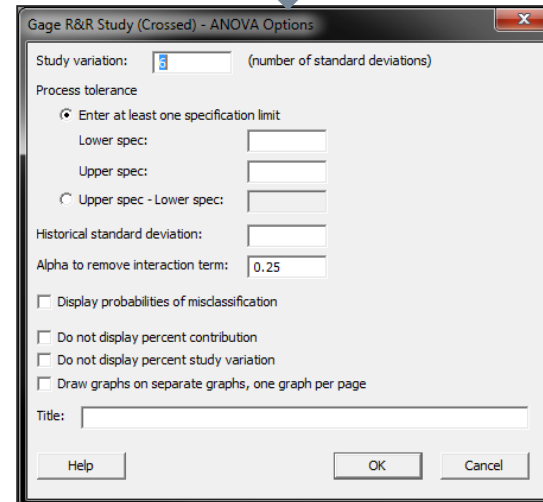 Gage R&R Study (Crossed) - ANOVA Options
Study variation: 6 (number of standard deviations)
Process tolerance
Enter at least one specification limit
Lower spec:
Upper spec:
Upper spec - Lower spec:
Historical standard deviation:
Alpha to remove interaction term: 0.25
Display probabilities of misclassification
Do not display percent contribution
Do not display percent study variation
Draw graphs on separate graphs, one graph per page
Title:
Help OK Cancel